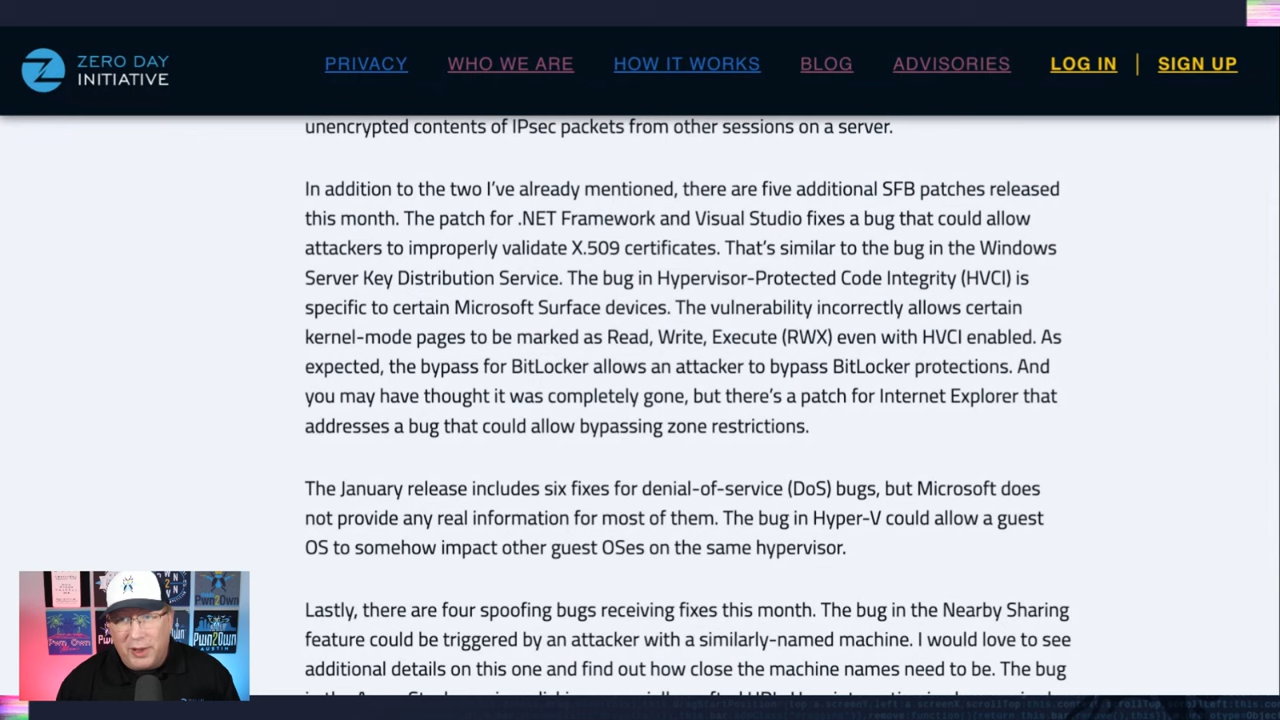 ZERO DAY
INITIATIVE
PRIVACY
WHO WE ARE
HOW IT WORKS
BLOG
ADVISORIES
LOG IN
SIGN UP
unencrypted contents of IPsec packets from other sessions on a server.
In addition to the two I’ve already mentioned, there are five additional SFB patches released
this month. The patch for .NET Framework and Visual Studio fixes a bug that could allow
attackers to improperly validate X.509 certificates. That’s similar to the bug in the Windows
Server Key Distribution Service. The bug in Hypervisor-Protected Code Integrity (HVCI) is
specific to certain Microsoft Surface devices. The vulnerability incorrectly allows certain
kernel-mode pages to be marked as Read, Write, Execute (RWX) even with HVCI enabled. As
expected, the bypass for BitLocker allows an attacker to bypass BitLocker protections. And
you may have thought it was completely gone, but there’s a patch for Internet Explorer that
addresses a bug that could allow bypassing zone restrictions.
The January release includes six fixes for denial-of-service (DoS) bugs, but Microsoft does
not provide any real information for most of them. The bug in Hyper-V could allow a guest
OS to somehow impact other guest OSes on the same hypervisor.
Lastly, there are four spoofing bugs receiving fixes this month. The bug in the Nearby Sharing
feature could be triggered by an attacker with a similarly-named machine. I would love to see
additional details on this one and find out how close the machine names need to be. The bug
Pwn2Own
AUSTIN